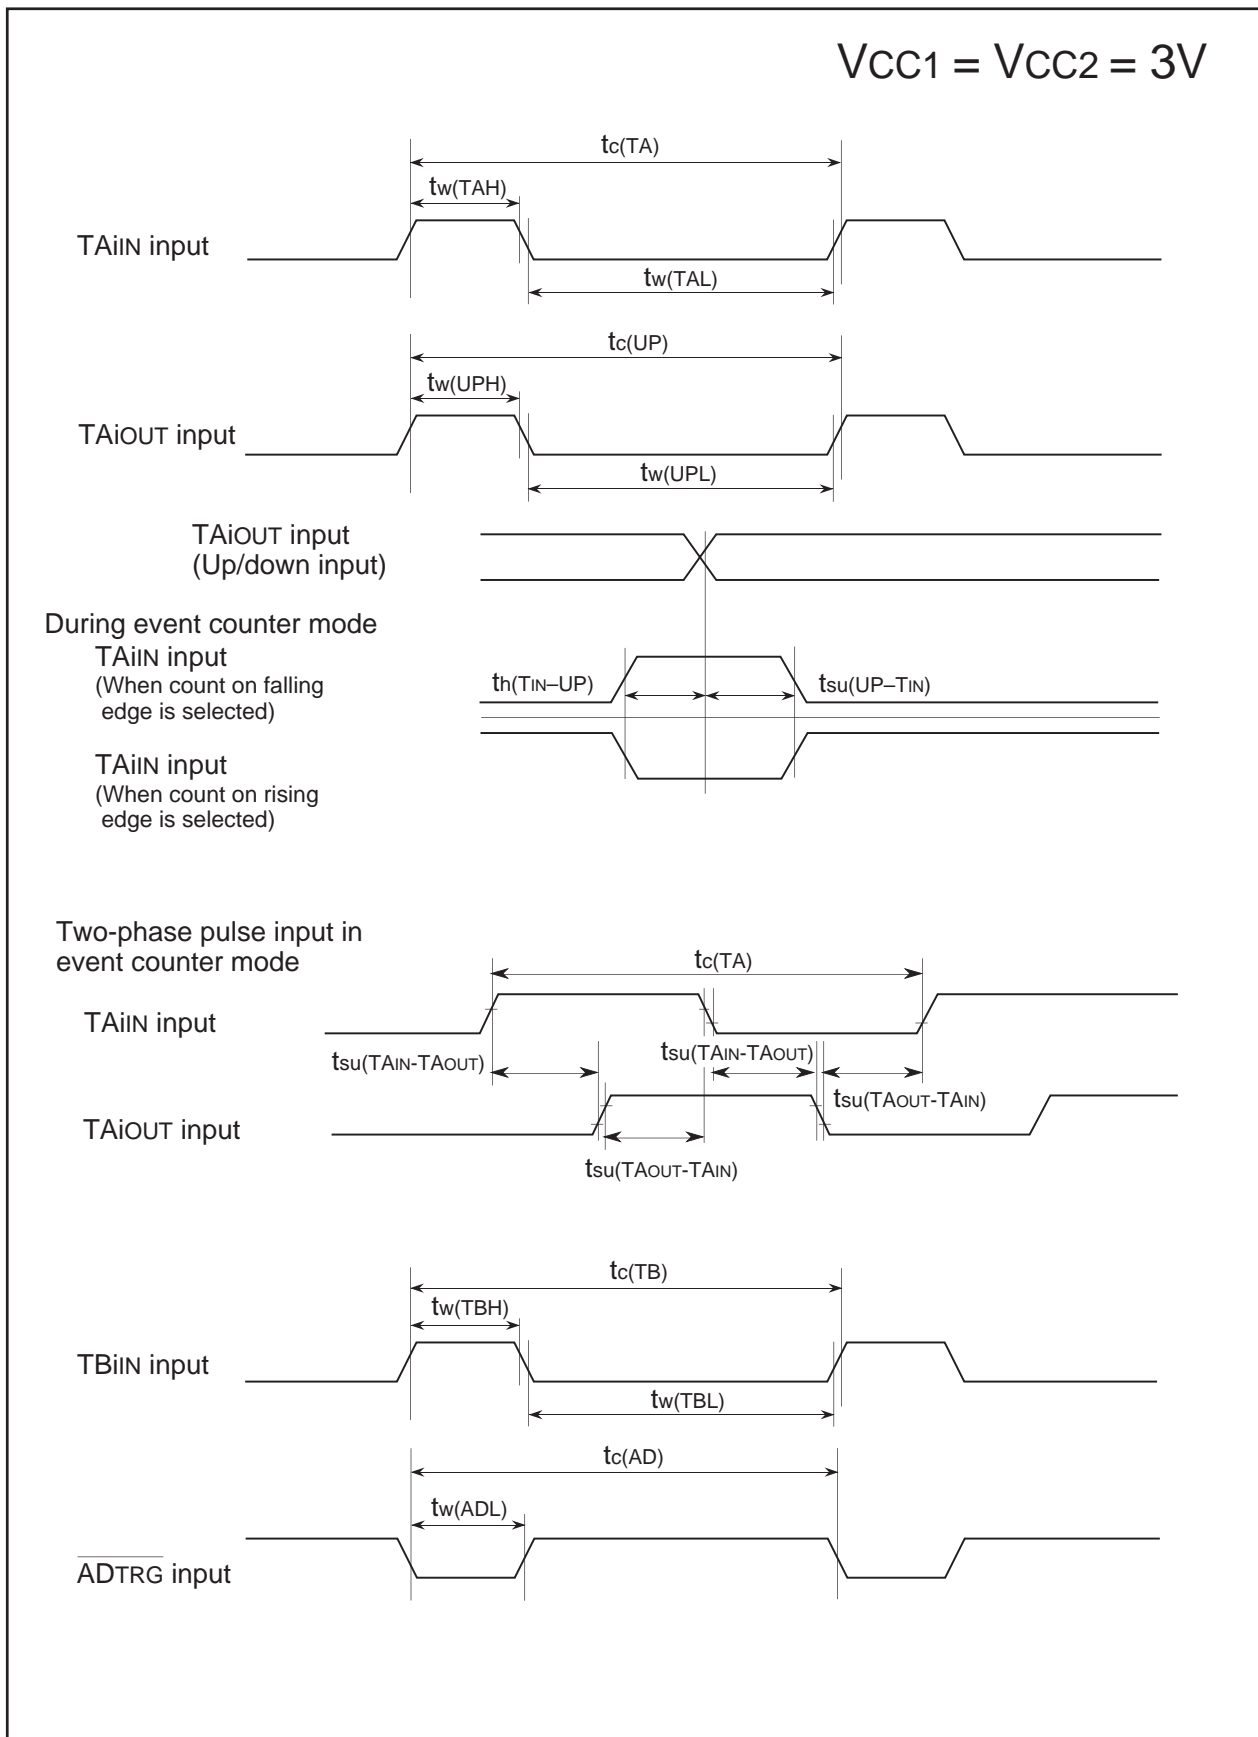 VCC1 = VCC2 = 3V
tc(TA)
tw(TAH)
TAiIN input
tw(TAL)
tc(UP)
tw(UPH)
TAiOUT input
tw(UPL)
TAiOUT input
(Up/down input)
During event counter mode
TAiIN input
(When count on falling
edge is selected)
th(TIN–UP)
tsu(UP–TIN)
TAiIN input
(When count on rising
edge is selected)
Two-phase pulse input in
event counter mode
tc(TA)
TAiIN input
tsu(TAIN-TAOUT)
tsu(TAIN-TAOUT)
tsu(TAOUT-TAIN)
TAiOUT input
tsu(TAOUT-TAIN)
tc(TB)
tw(TBH)
TBiIN input
tw(TBL)
tc(AD)
tw(ADL)
ADTRG input